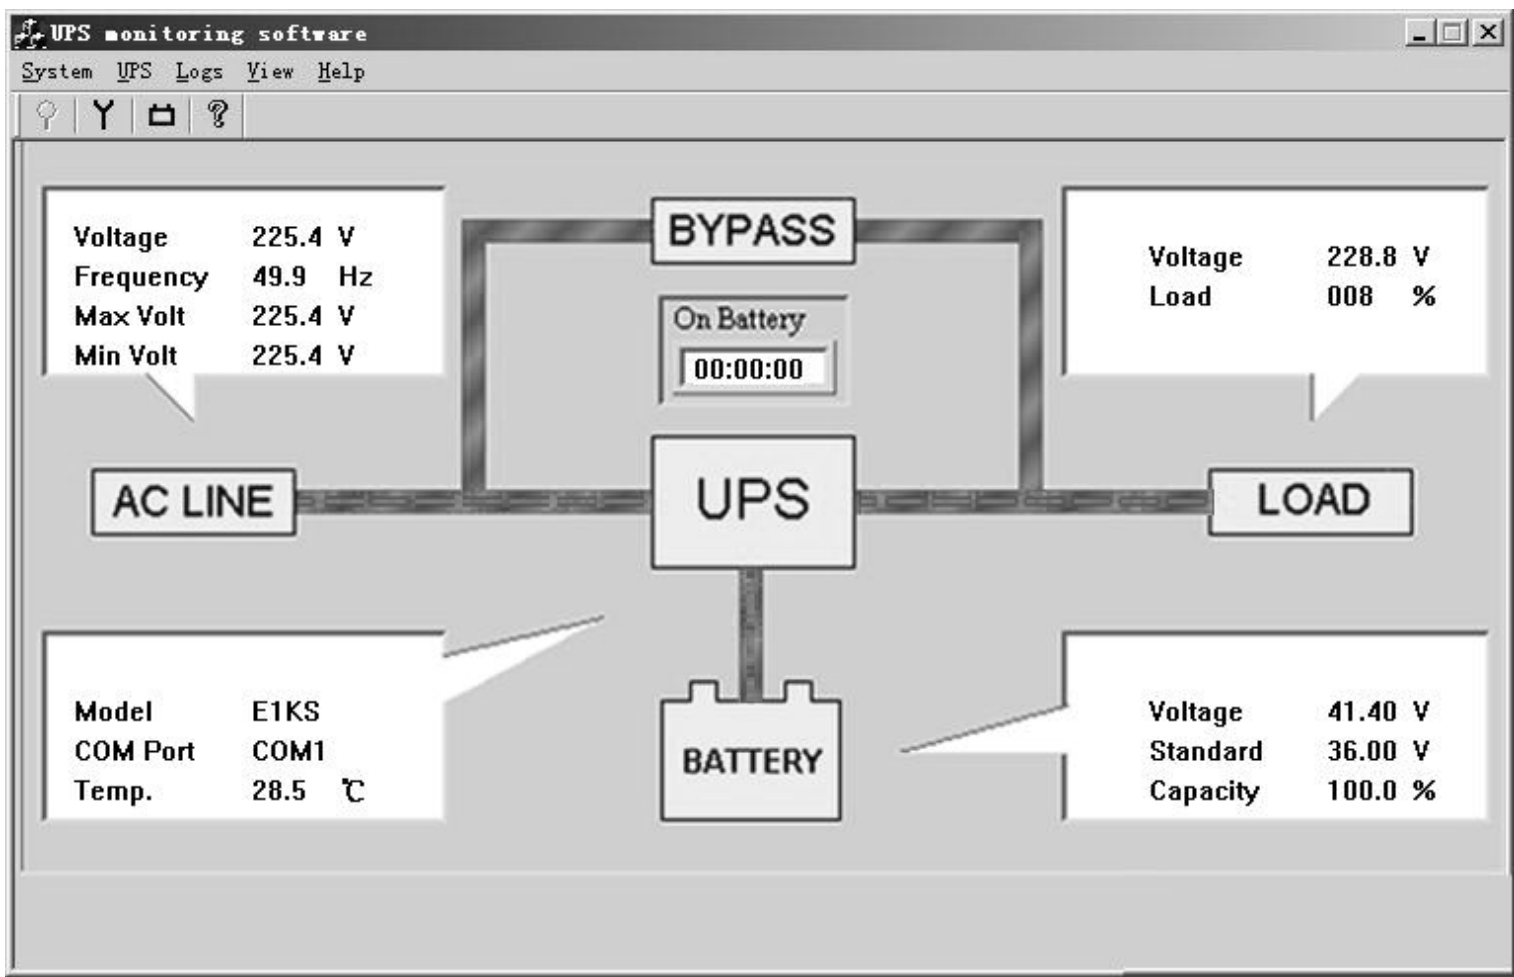 UPS monitoring software
System UPS Logs View Help
Voltage 225.4 V
Frequency 49.9 Hz
Max Volt 225.4 V
Min Volt 225.4 V
BYPASS
On Battery
00:00:00
Voltage 228.8 V
Load 008 %
AC LINE
UPS
LOAD
Model E1KS
COM Port COM1
Temp. 28.5 ℃
BATTERY
Voltage 41.40 V
Standard 36.00 V
Capacity 100.0 %